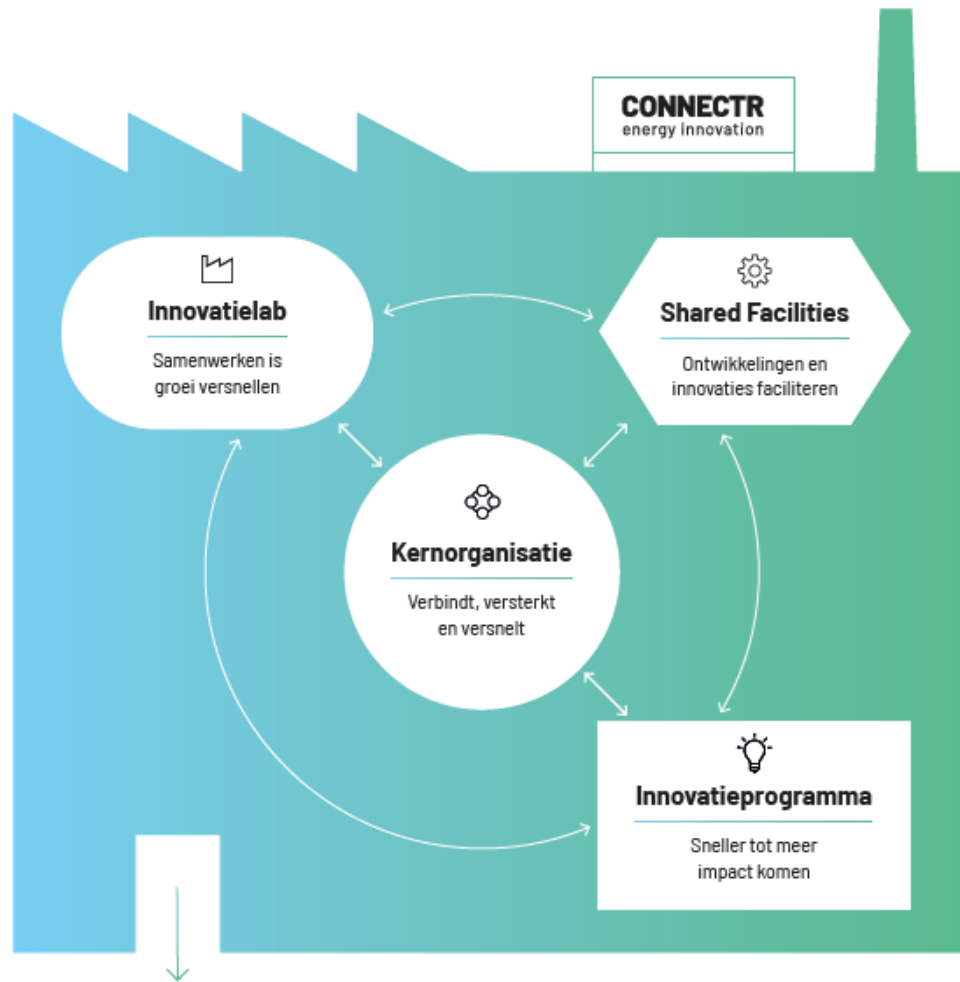 CONNECTR
energy innovation
Innovatielab
Samenwerken is
groei versnellen
Shared Facilities
Ontwikkelingen en
innovaties faciliteren
Kernorganisatie
Verbindt, versterkt
en versnelt
Innovatieprogramma
Sneller tot meer
impact komen